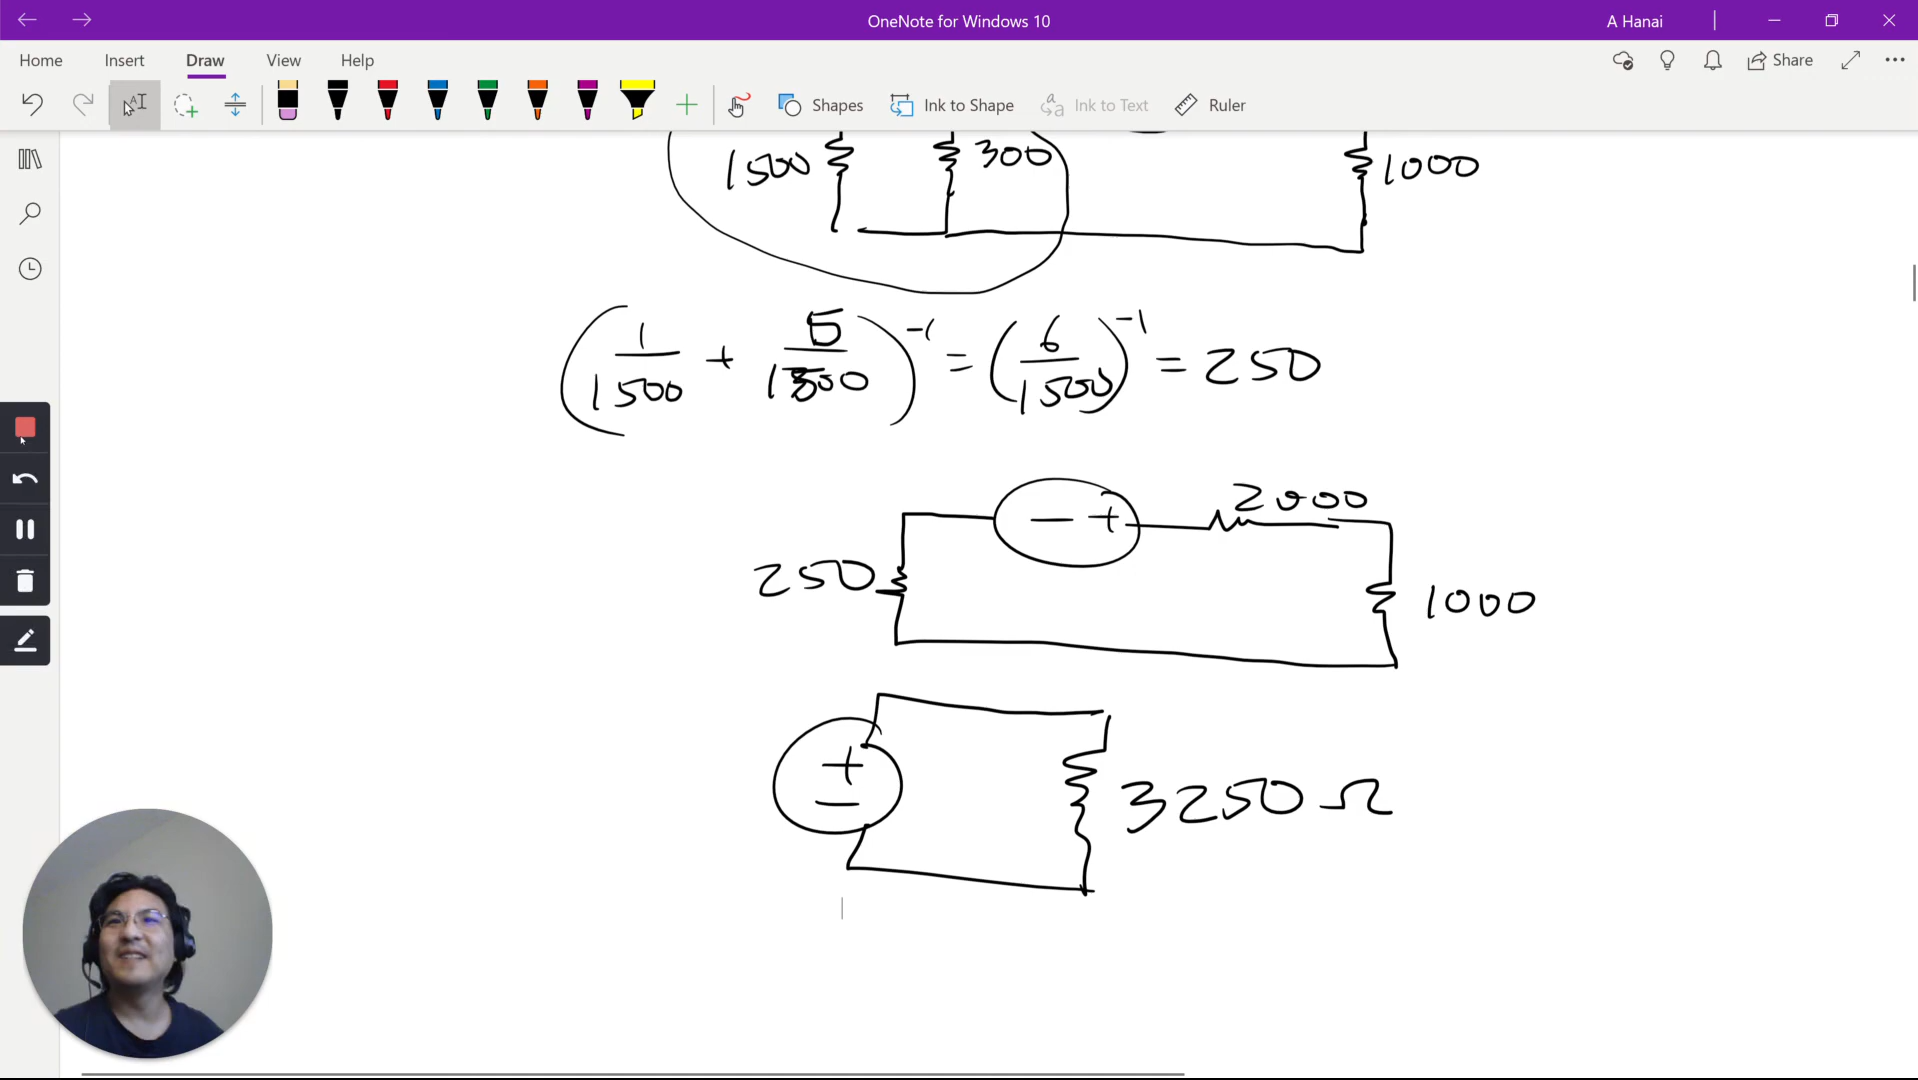 OneNote for Windows 10
A Hanai
Home Insert Draw View Help
Share
Shapes Ink to Shape Ink to Text Ruler
1500 300 1000
(1/1500 + 5/1500)^-1 = (6/1500)^-1 = 250
- + 2000
250 1000
+ - 3250 Ω